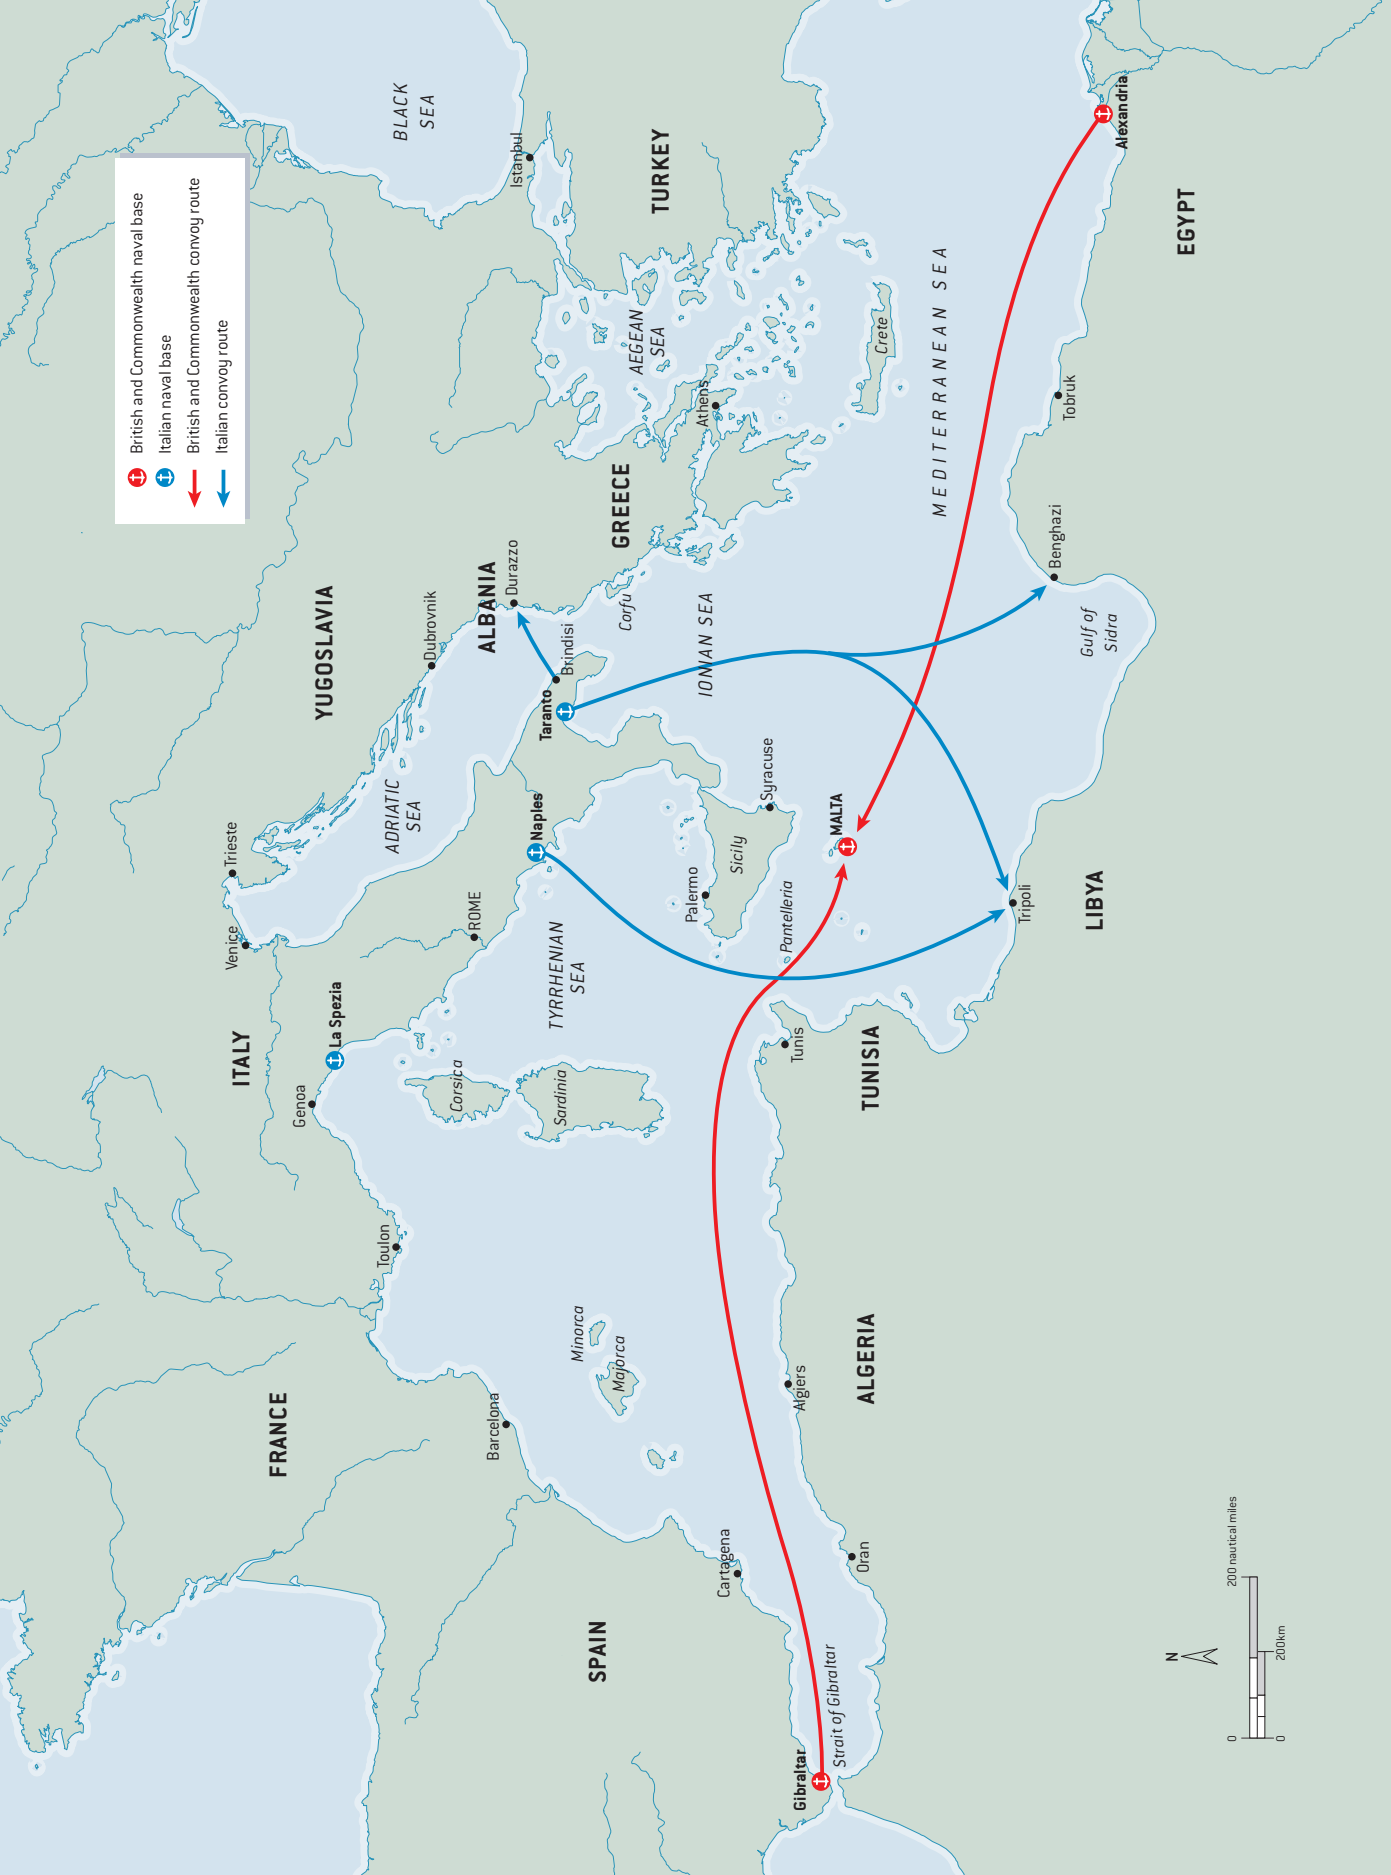 British and Commonwealth naval base
Italian naval base
British and Commonwealth convoy route
Italian convoy route
FRANCE
ITALY
YUGOSLAVIA
ALBANIA
GREECE
TURKEY
SPAIN
ALGERIA
TUNISIA
LIBYA
EGYPT
BLACK
SEA
ADRIATIC
SEA
AEGEAN
SEA
TYRRHENIAN
SEA
IONIAN SEA
MEDITERRANEAN SEA
Gulf of
Sidra
Strait of Gibraltar
Venice
Trieste
Genoa
La Spezia
Toulon
Barcelona
Cartagena
Gibraltar
Oran
Algiers
Tunis
Minorca
Majorca
Corsica
Sardinia
ROME
Naples
Taranto
Brindisi
Dubrovnik
Durazzo
Corfu
Istanbul
Athens
Crete
Palermo
Sicily
Syracuse
Pantelleria
MALTA
Tripoli
Benghazi
Tobruk
Alexandria
N
0
200 nautical miles
0
200km